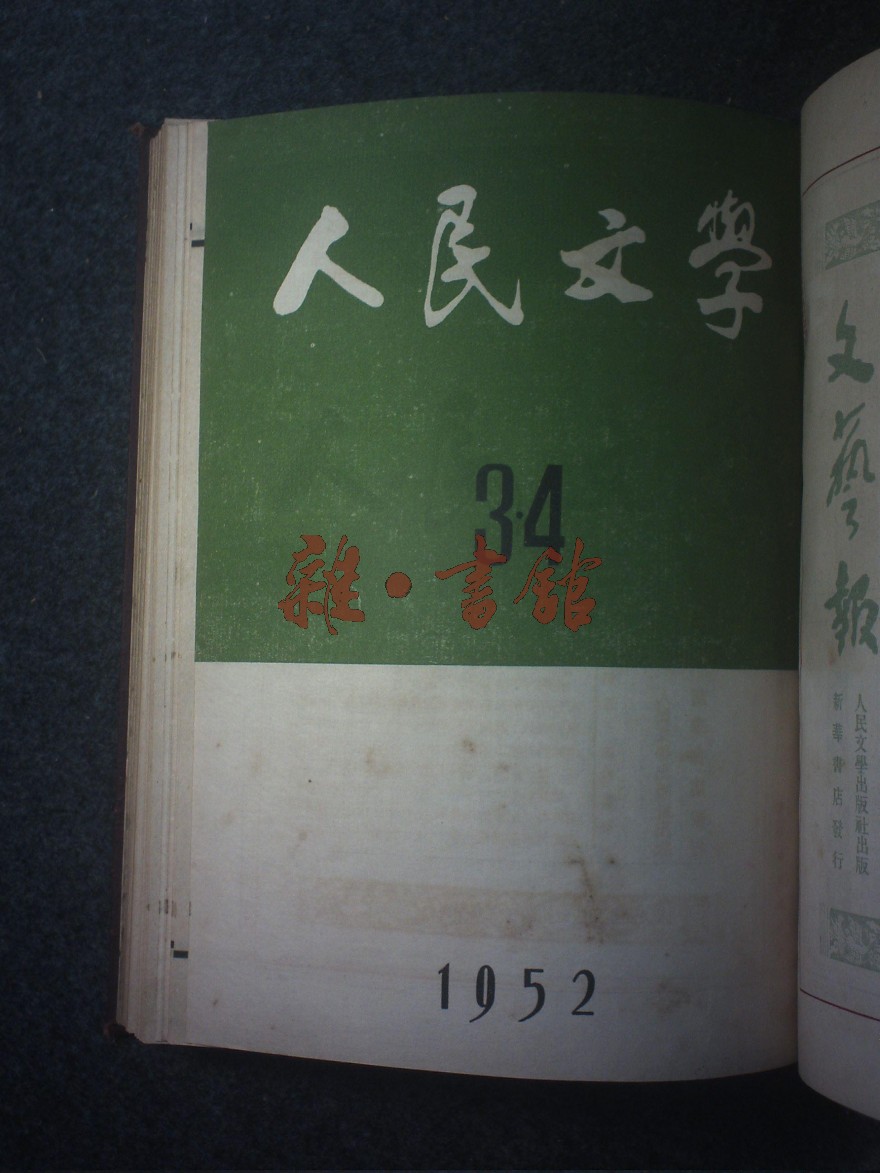 人民文學
3·4
雜·書館
1952
文藝報
人民文學出版社出版
新華書店發行